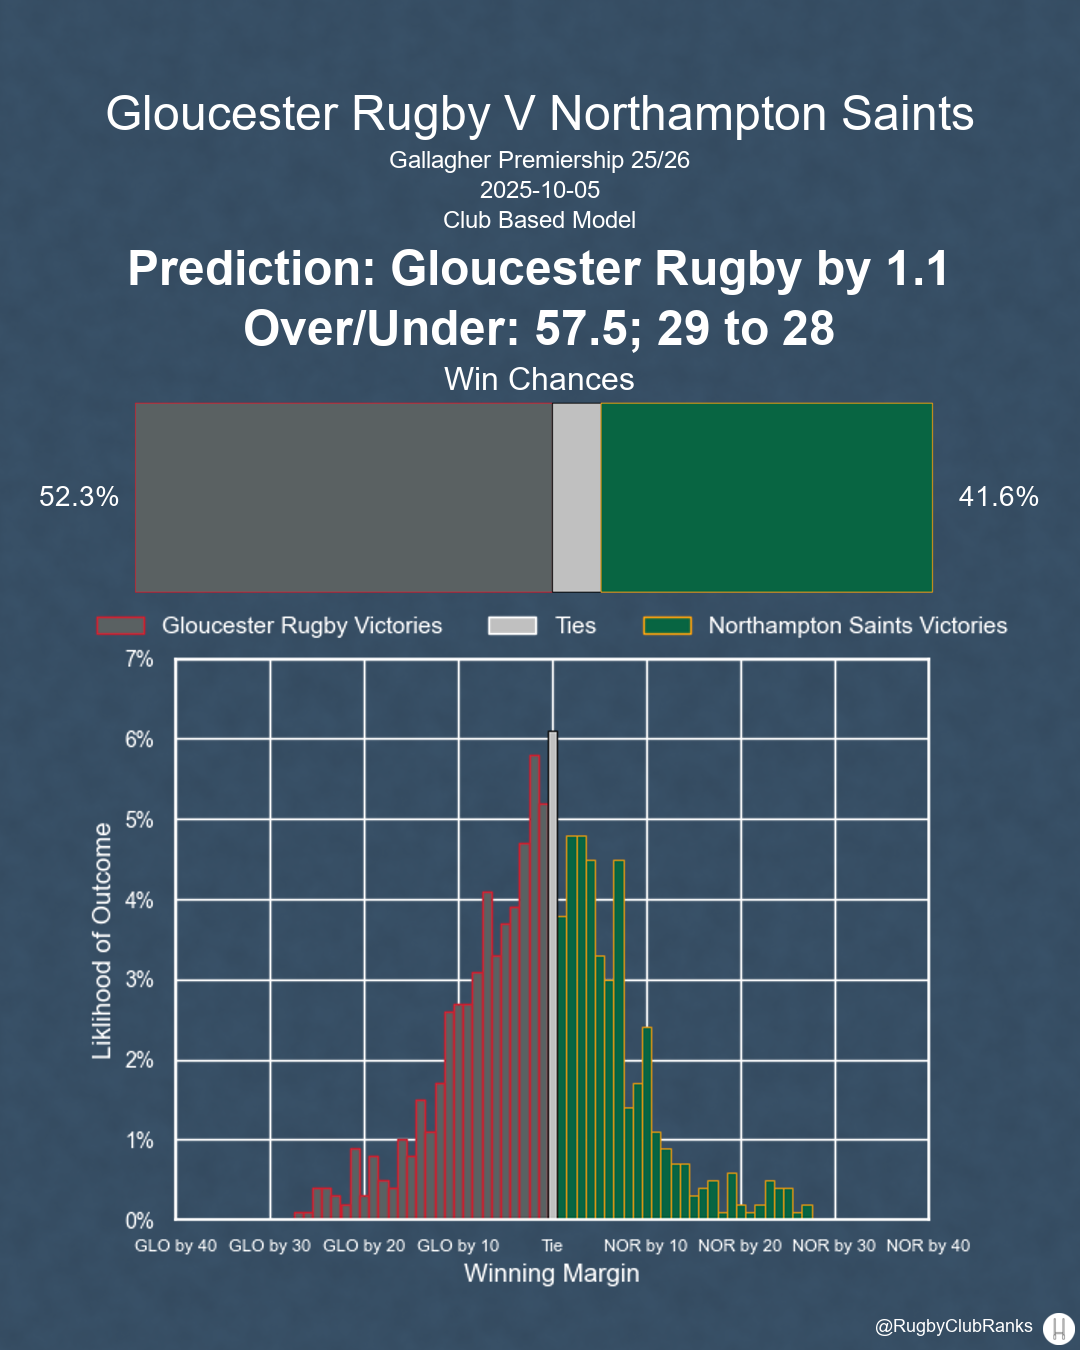 Gloucester Rugby V Northampton Saints
Gallagher Premiership 25/26
2025-10-05
Club Based Model
Prediction: Gloucester Rugby by 1.1
Over/Under: 57.5; 29 to 28
Win Chances
52.3%
41.6%
Gloucester Rugby Victories
Ties
Northampton Saints Victories
7%
6%
5%
4%
3%
2%
1%
0%
Liklihood of Outcome
GLO by 40
GLO by 30
GLO by 20
GLO by 10
Tie
NOR by 10
NOR by 20
NOR by 30
NOR by 40
Winning Margin
@RugbyClubRanks